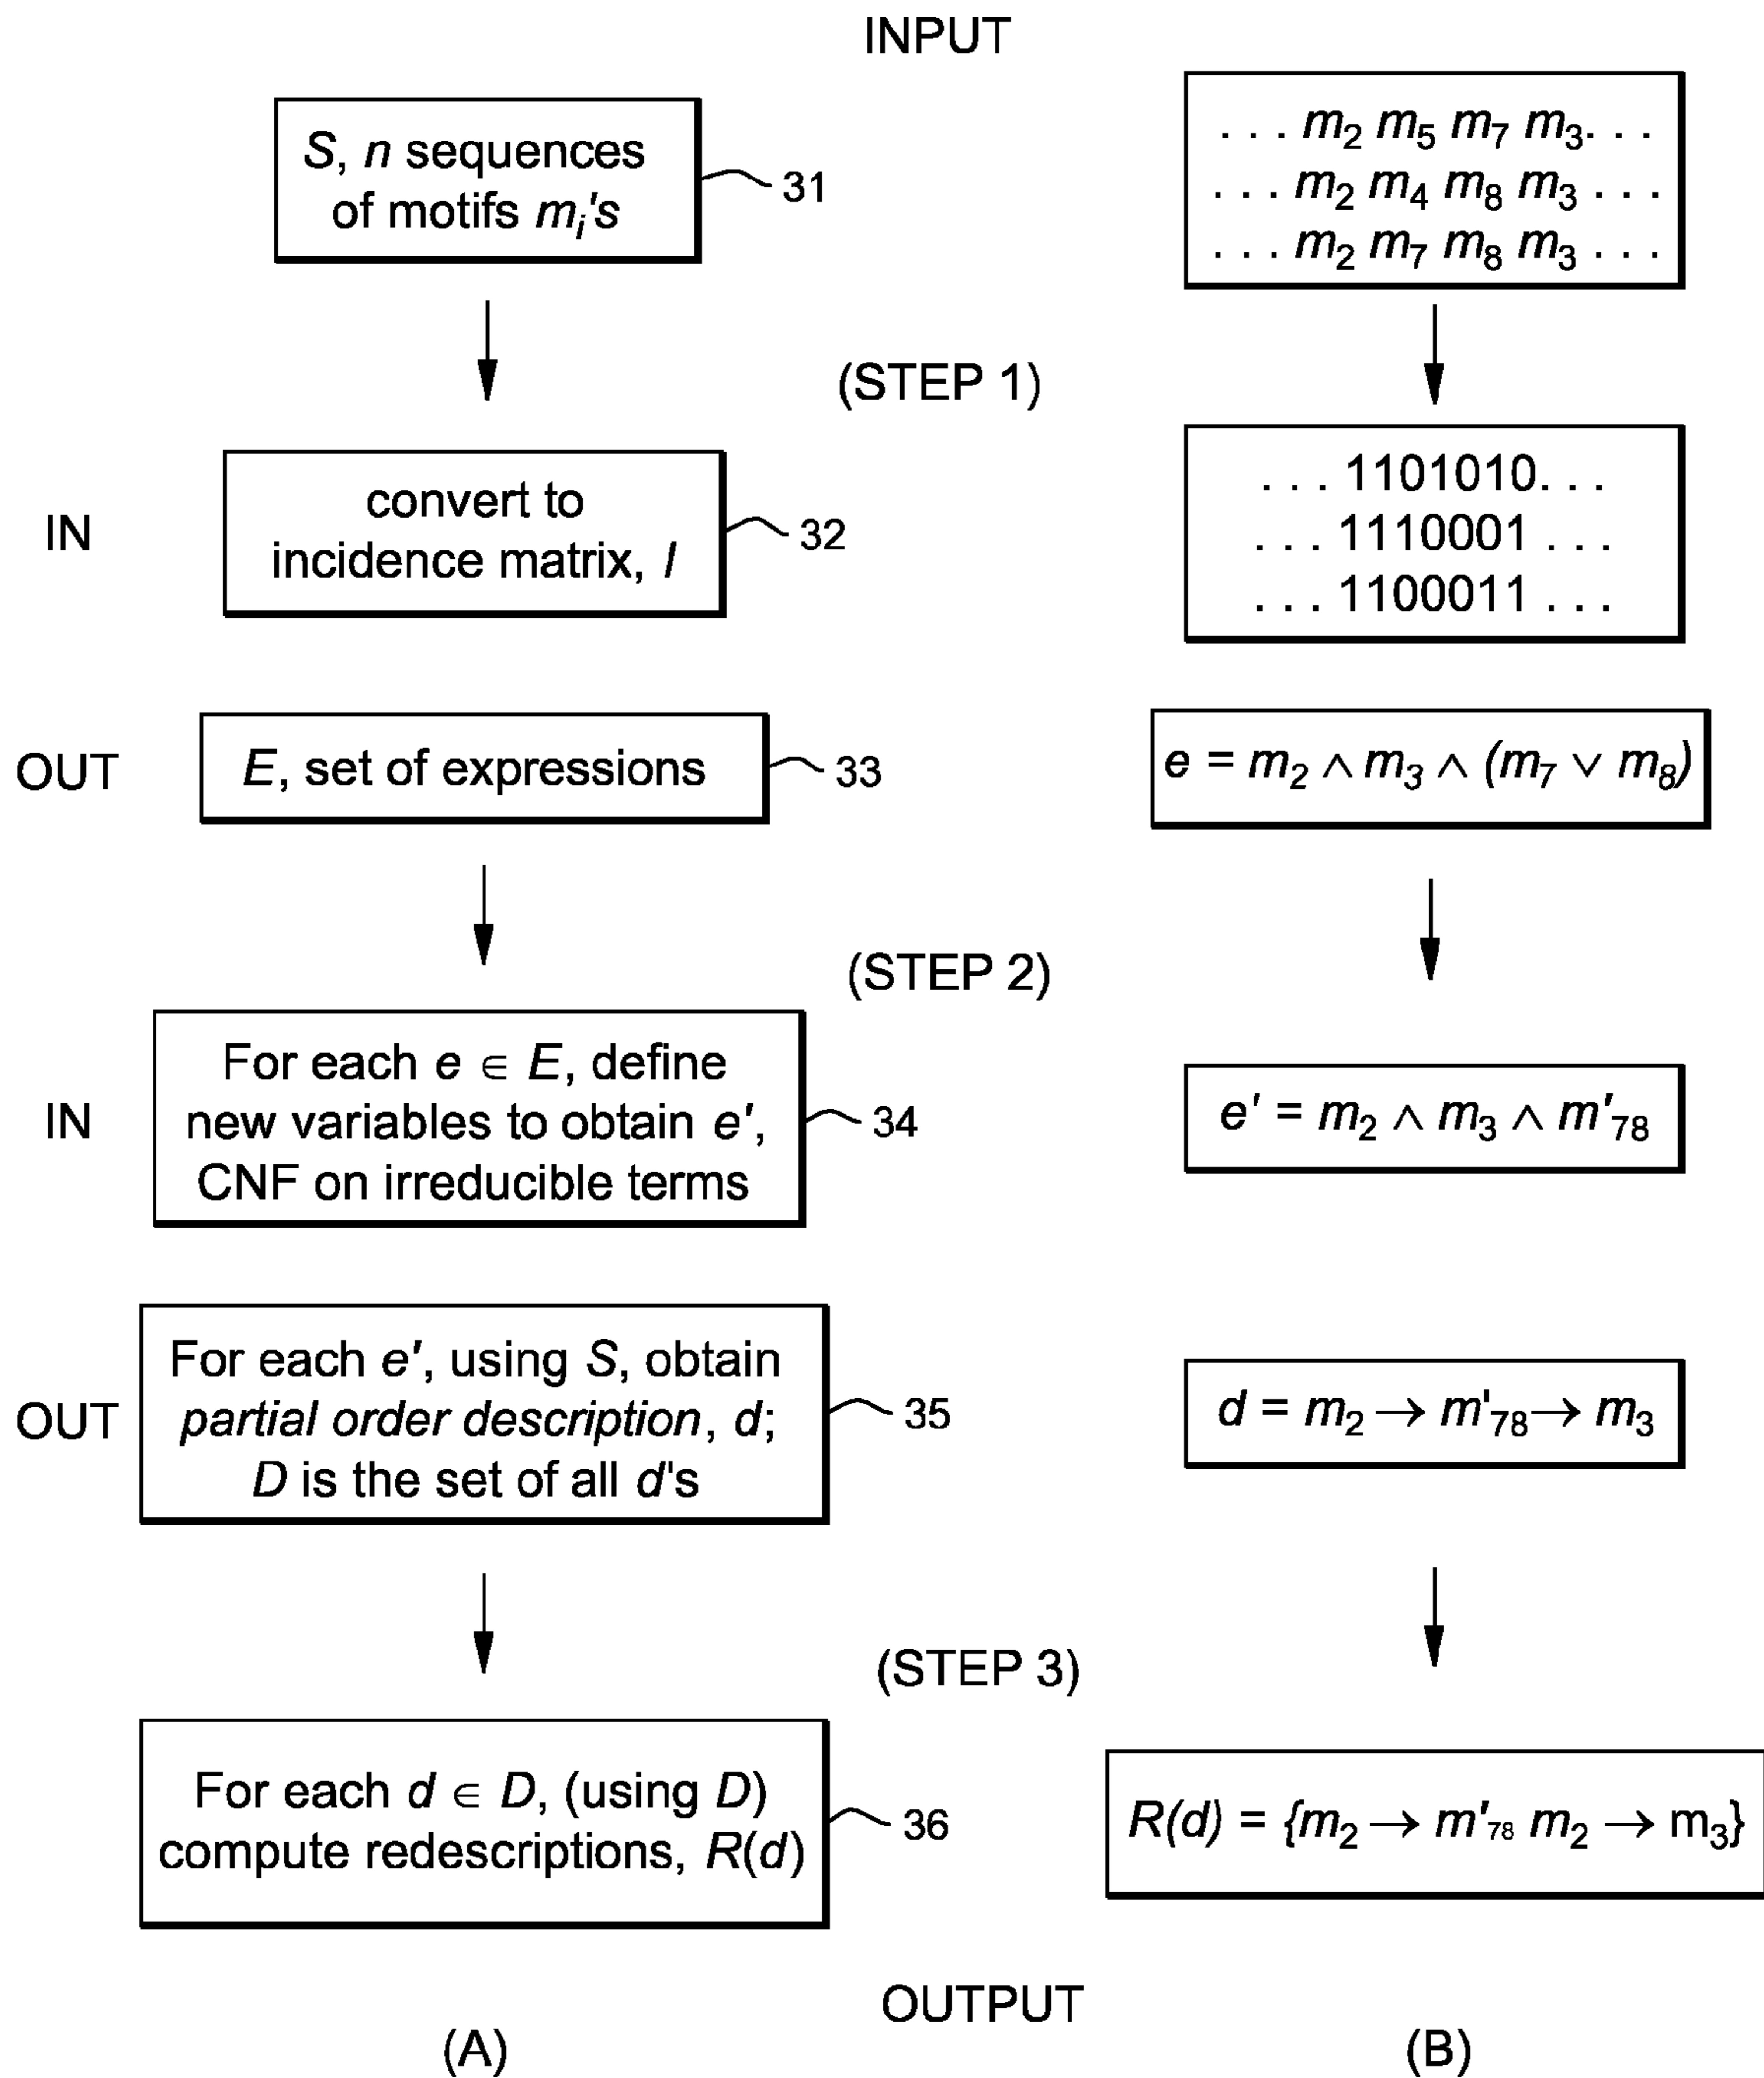 INPUT
S, n sequences
of motifs mᵢ's
31
. . . m₂ m₅ m₇ m₃. . .
. . . m₂ m₄ m₈ m₃ . . .
. . . m₂ m₇ m₈ m₃ . . .
(STEP 1)
IN
convert to
incidence matrix, I
32
. . . 1101010. . .
. . . 1110001 . . .
. . . 1100011 . . .
OUT
E, set of expressions
33
e = m₂ ∧ m₃ ∧ (m₇ ∨ m₈)
(STEP 2)
IN
For each e ∈ E, define
new variables to obtain e',
CNF on irreducible terms
34
e' = m₂ ∧ m₃ ∧ m'₇₈
OUT
For each e', using S, obtain
partial order description, d;
D is the set of all d's
35
d = m₂ → m'₇₈→ m₃
(STEP 3)
For each d ∈ D, (using D)
compute redescriptions, R(d)
36
R(d) = {m₂ → m'₇₈ m₂ → m₃}
OUTPUT
(A)
(B)